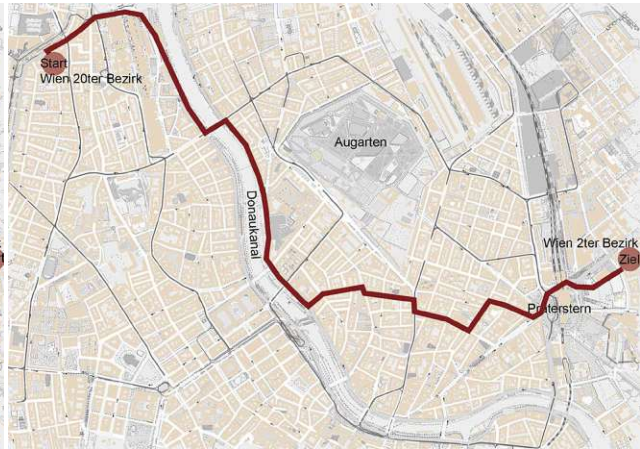 Start
Wien 20ter Bezirk
Augarten
Donaukanal
Wien 2ter Bezirk
Ziel
Praterstern